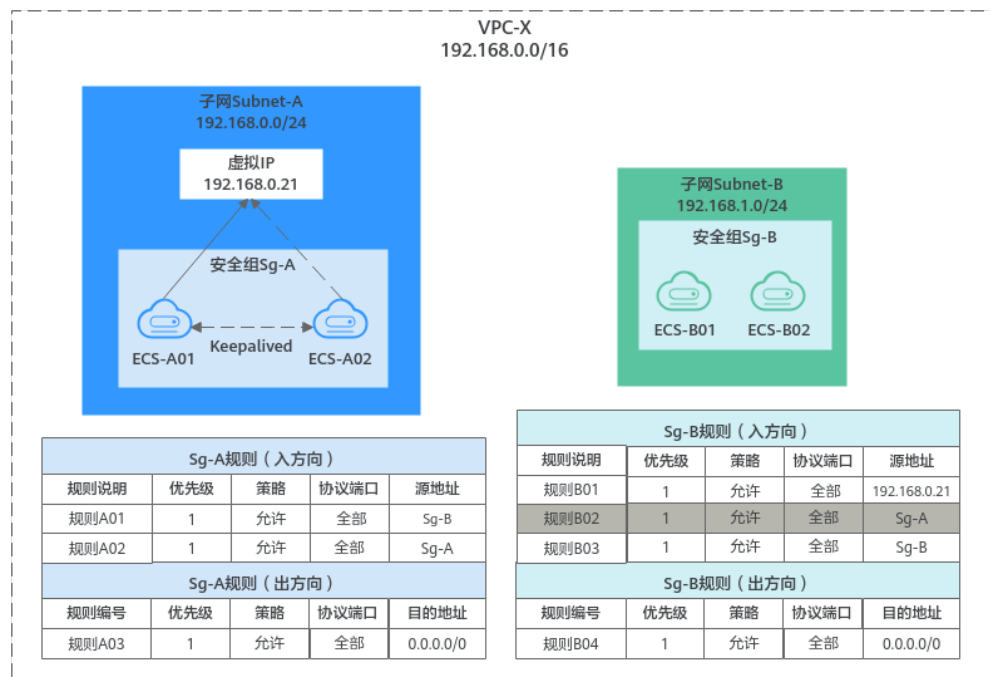 VPC-X
192.168.0.0/16
子网Subnet-A
192.168.0.0/24
虚拟IP
192.168.0.21
安全组Sg-A
Keepalived
ECS-A01
ECS-A02
子网Subnet-B
192.168.1.0/24
安全组Sg-B
ECS-B01
ECS-B02
Sg-A规则（入方向）
规则说明 优先级 策略 协议端口 源地址
规则A01 1 允许 全部 Sg-B
规则A02 1 允许 全部 Sg-A
Sg-A规则（出方向）
规则编号 优先级 策略 协议端口 目的地址
规则A03 1 允许 全部 0.0.0.0/0
Sg-B规则（入方向）
规则说明 优先级 策略 协议端口 源地址
规则B01 1 允许 全部 192.168.0.21
规则B02 1 允许 全部 Sg-A
规则B03 1 允许 全部 Sg-B
Sg-B规则（出方向）
规则编号 优先级 策略 协议端口 目的地址
规则B04 1 允许 全部 0.0.0.0/0